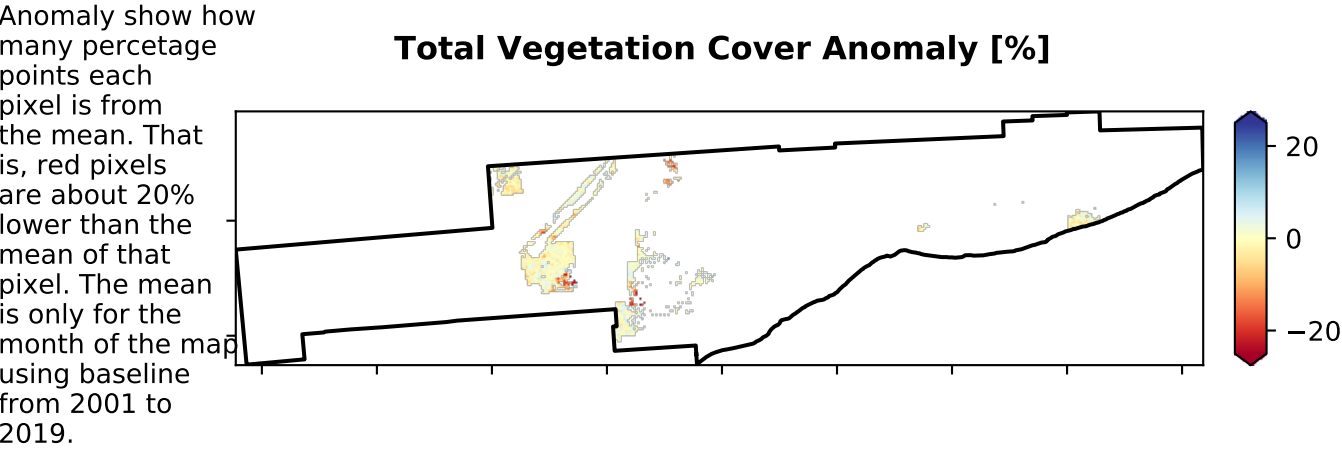 Anomaly show how
many percetage
points each
pixel is from
the mean. That
is, red pixels
are about 20%
lower than the
mean of that
pixel. The mean
is only for the
month of the map
using baseline
from 2001 to
2019.
Total Vegetation Cover Anomaly [%]
20
0
−20